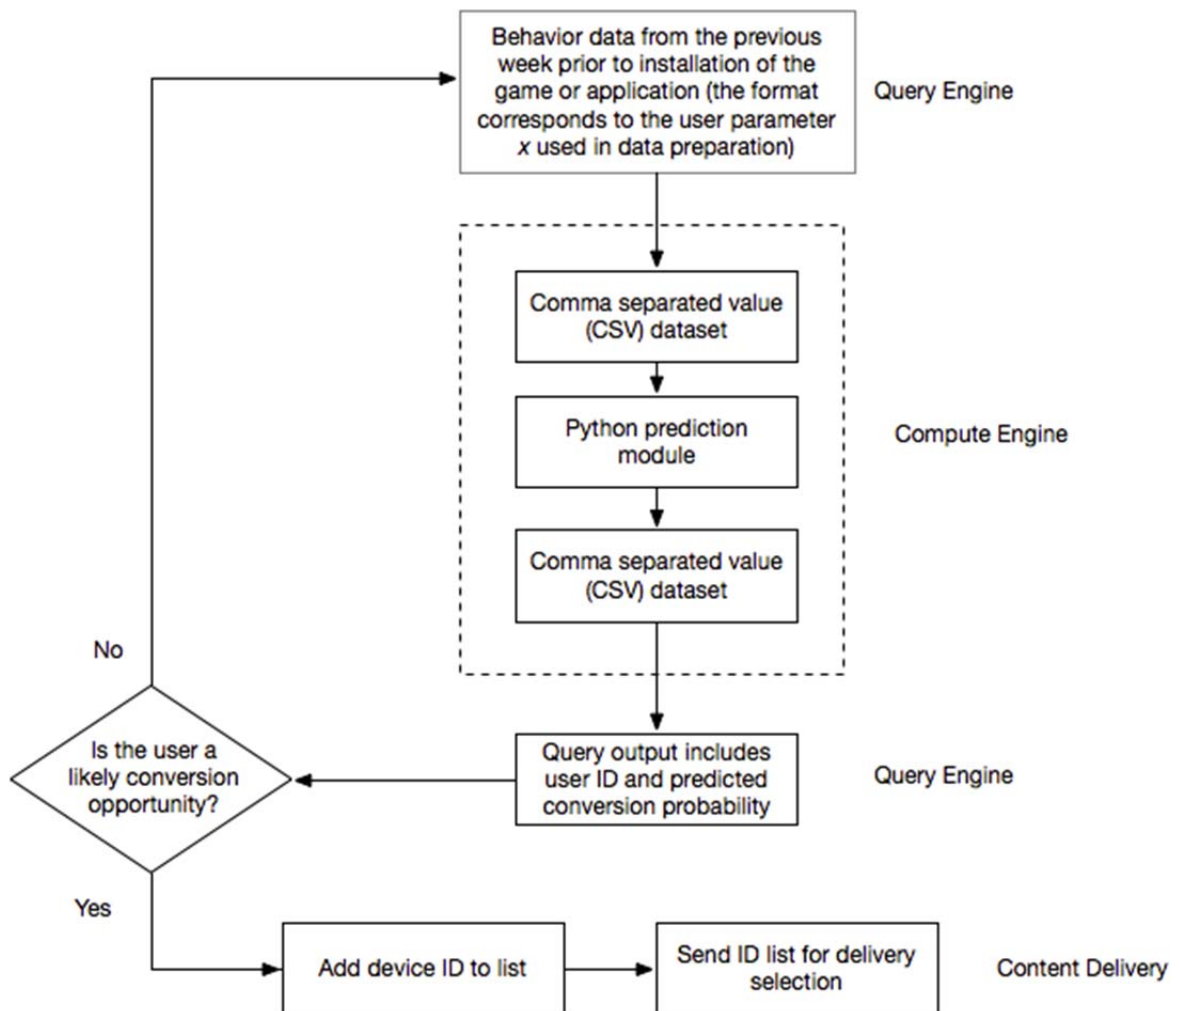 Behavior data from the previous
week prior to installation of the
game or application (the format
corresponds to the user parameter
x used in data preparation)
Query Engine
Comma separated value
(CSV) dataset
Python prediction
module
Compute Engine
Comma separated value
(CSV) dataset
No
Is the user a
likely conversion
opportunity?
Query output includes
user ID and predicted
conversion probability
Query Engine
Yes
Add device ID to list
Send ID list for delivery
selection
Content Delivery